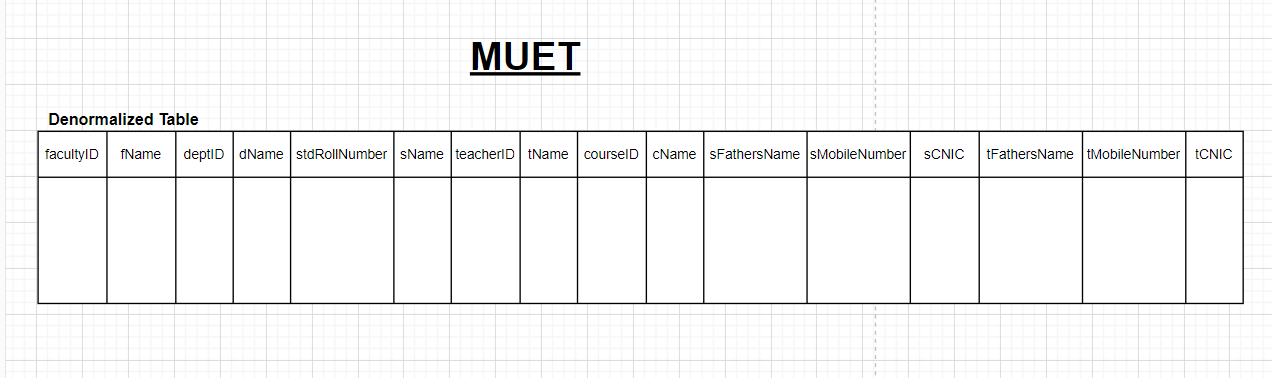 MUET
Denormalized Table
facultyID fName deptID dName stdRollNumber sName teacherID tName courseID cName sFathersName sMobileNumber sCNIC tFathersName tMobileNumber tCNIC